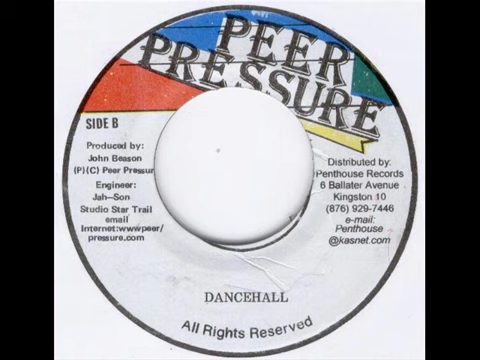 PEER
PRESSURE
SIDE B
Produced by:
John Beason
(P)(C) Peer Pressur
Engineer:
Jah--Son
Studio Star Trail
email
Internet:wwwpeer/
pressure.com
Distributed by:
Penthouse Records
6 Ballater Avenue
Kingston 10
(876) 929-7446
e-mail:
Penthouse
@kasnet.com
DANCEHALL
All Rights Reserved